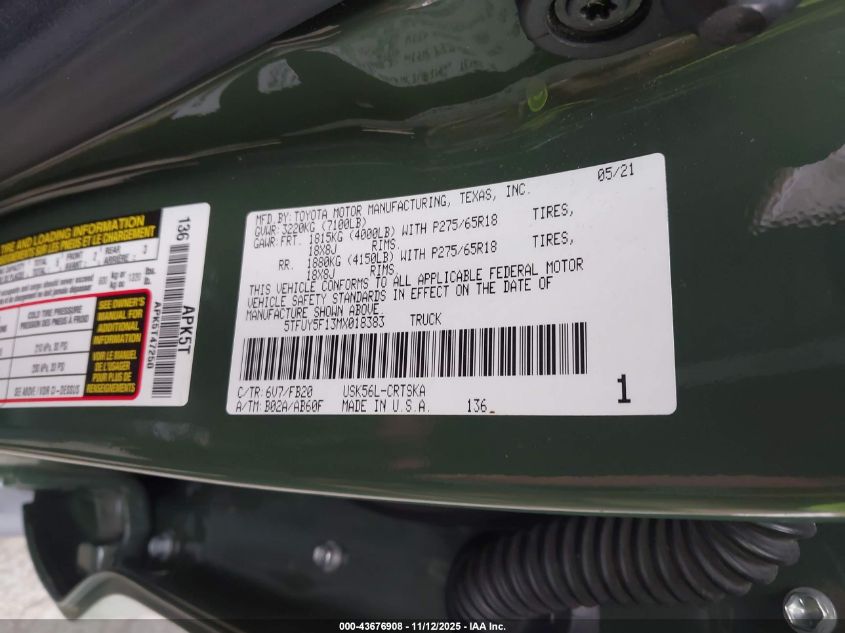 MFD.BY:TOYOTA MOTOR MANUFACTURING, TEXAS, INC. 05/21
GVWR:3220KG (7100LB)
GAWR:FRT. 1815KG (4000LB) WITH P275/65R18 TIRES,
18X8J RIMS,
RR. 1880KG (4150LB) WITH P275/65R18 TIRES,
18X8J RIMS,
THIS VEHICLE CONFORMS TO ALL APPLICABLE FEDERAL MOTOR
VEHICLE SAFETY STANDARDS IN EFFECT ON THE DATE OF
MANUFACTURE SHOWN ABOVE.
5TFUY5F13MX018383 TRUCK
C/TR:6V7/FB20 USK56L-CRTSKA
A/TM:B02A/AB60F MADE IN U.S.A. 136 1
TIRE AND LOADING INFORMATION
SEE OWNER'S
MANUAL FOR
ADDITIONAL
INFORMATION
VOIR LE MANUEL
DE L'USAGER
POUR PLUS DE
RENSEIGNEMENTS
COLD TIRE PRESSURE
136
APK5T
APK5T47250
000-43676908 - 11/12/2025 - IAA Inc.